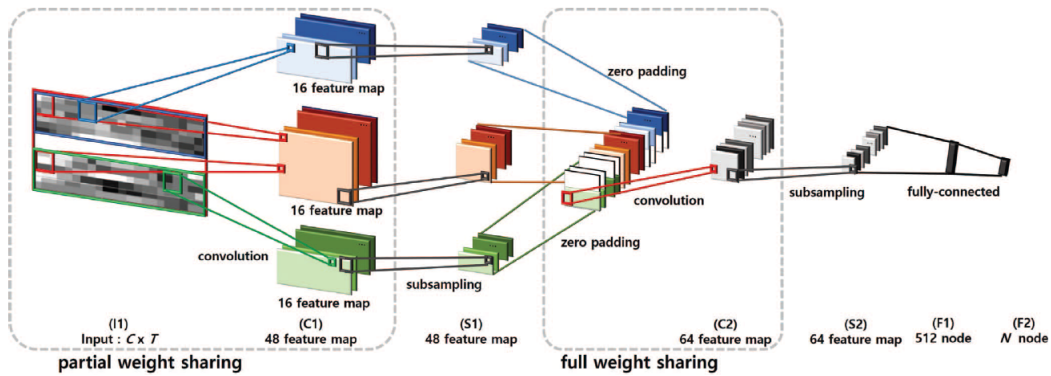 zero padding
16 feature map
16 feature map
convolution
subsampling
fully-connected
zero padding
convolution
subsampling
16 feature map
(I1)
Input : C x T
(C1)
48 feature map
(S1)
48 feature map
(C2)
64 feature map
(S2)
64 feature map
(F1)
512 node
(F2)
N node
partial weight sharing
full weight sharing